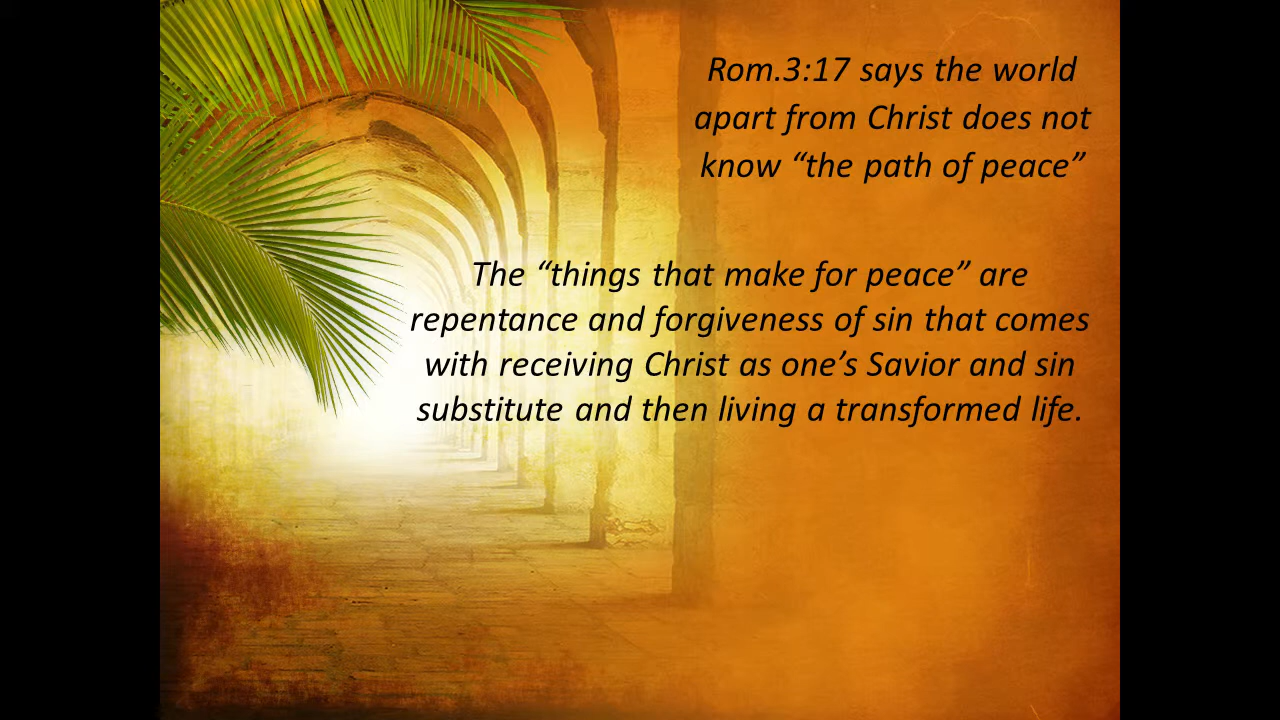 Rom.3:17 says the world
apart from Christ does not
know “the path of peace”
The “things that make for peace” are
repentance and forgiveness of sin that comes
with receiving Christ as one’s Savior and sin
substitute and then living a transformed life.